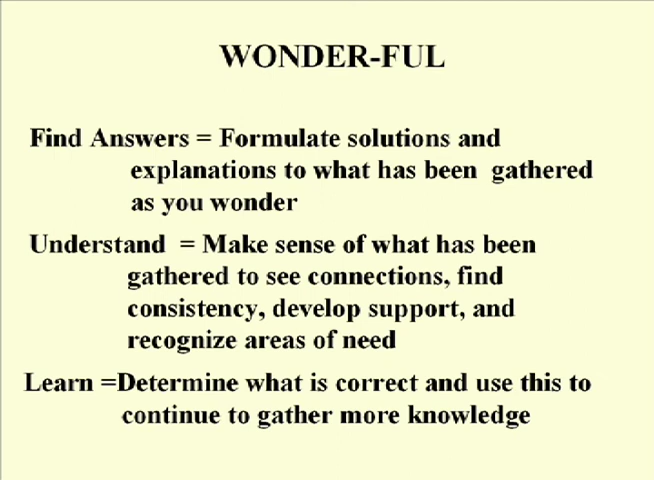 WONDER-FUL
Find Answers = Formulate solutions and
explanations to what has been gathered
as you wonder
Understand = Make sense of what has been
gathered to see connections, find
consistency, develop support, and
recognize areas of need
Learn =Determine what is correct and use this to
continue to gather more knowledge